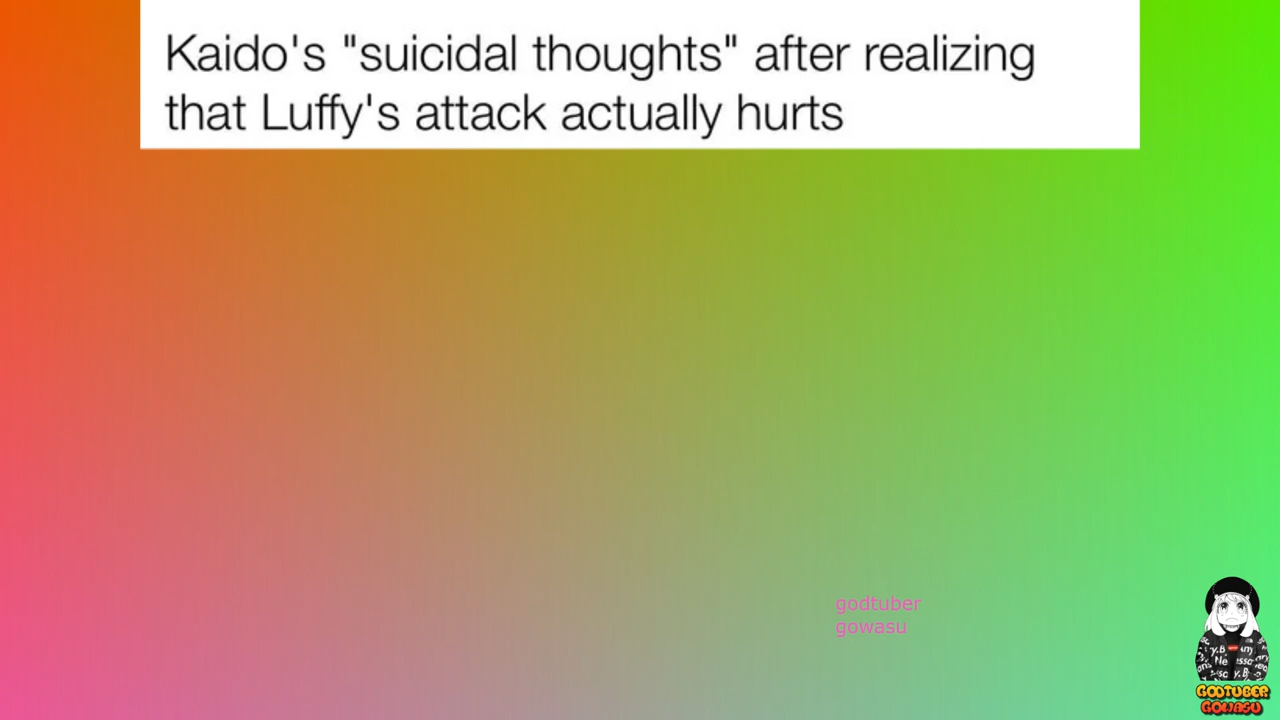 Kaido's "suicidal thoughts" after realizing
that Luffy's attack actually hurts
godtuber
gowasu
GODTUBER
GOWASU